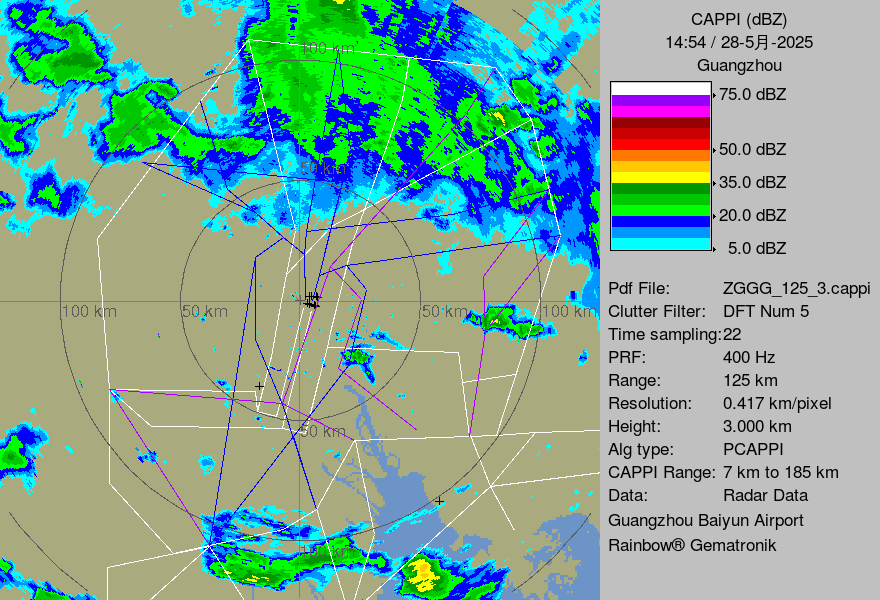 CAPPI (dBZ)
14:54 / 28-5月-2025
Guangzhou
75.0 dBZ
50.0 dBZ
35.0 dBZ
20.0 dBZ
5.0 dBZ
Pdf File: ZGGG_125_3.cappi
Clutter Filter: DFT Num 5
Time sampling:22
PRF: 400 Hz
Range: 125 km
Resolution: 0.417 km/pixel
Height: 3.000 km
Alg type: PCAPPI
CAPPI Range: 7 km to 185 km
Data: Radar Data
Guangzhou Baiyun Airport
Rainbow® Gematronik
100 km
50 km
100 km
50 km
50 km
100 km
50 km
100 km